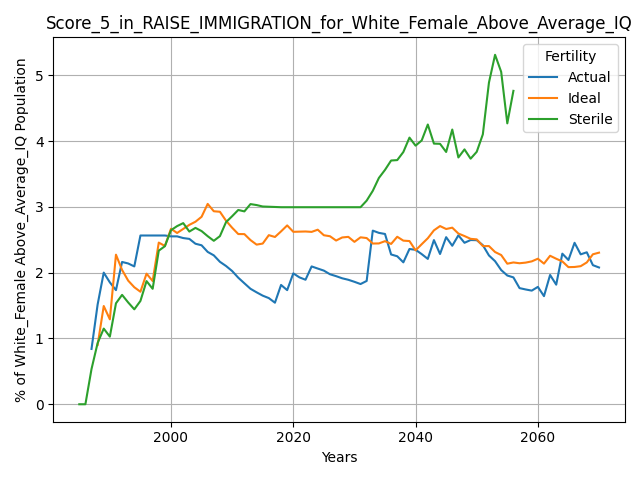 Score_5_in_RAISE_IMMIGRATION_for_White_Female_Above_Average_IQ
% of White_Female Above_Average_IQ Population
5
4
3
2
1
0
Fertility
Actual
Ideal
Sterile
2000 2020 2040 2060
Years